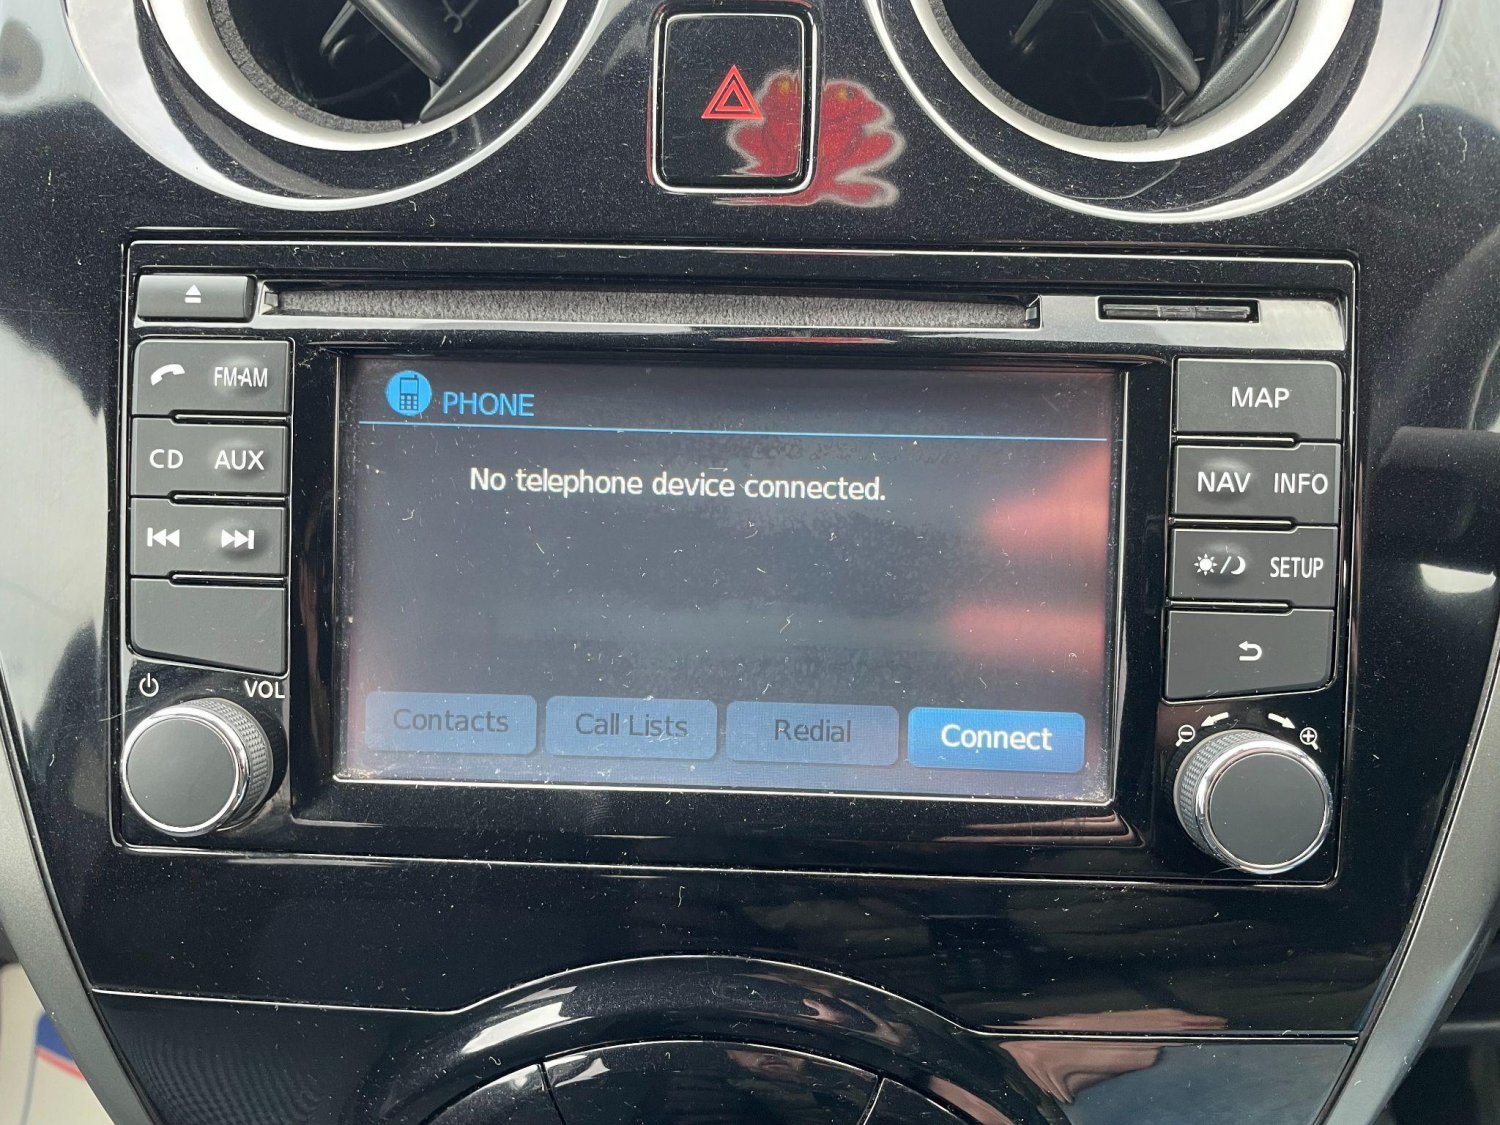 PHONE
No telephone device connected.
Contacts Call Lists Redial Connect
FM·AM
CD AUX
VOL
MAP
NAV INFO
SETUP